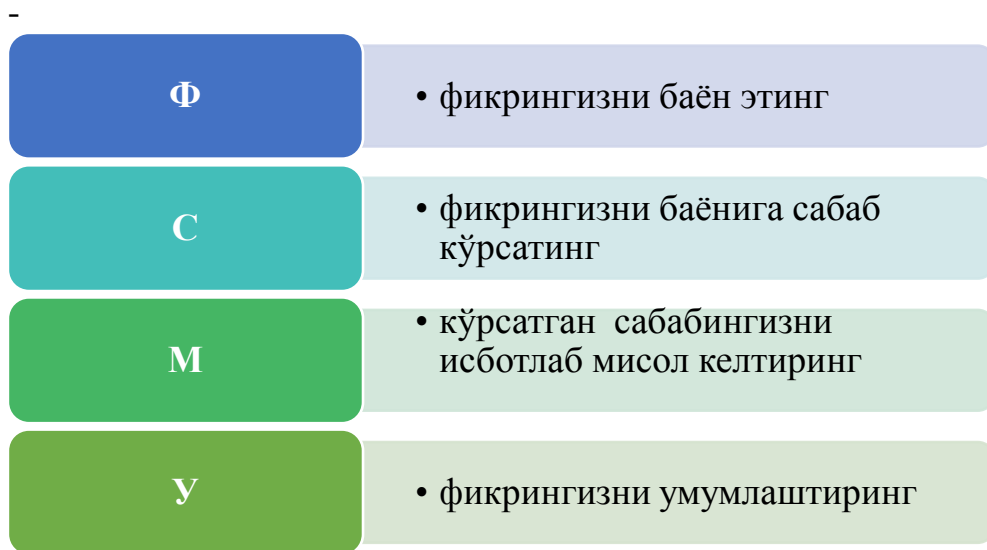 -
Ф
• фикрингизни баён этинг
С
• фикрингизни баёнига сабаб
кўрсатинг
М
• кўрсатган сабабингизни
исботлаб мисол келтиринг
У
• фикрингизни умумлаштиринг